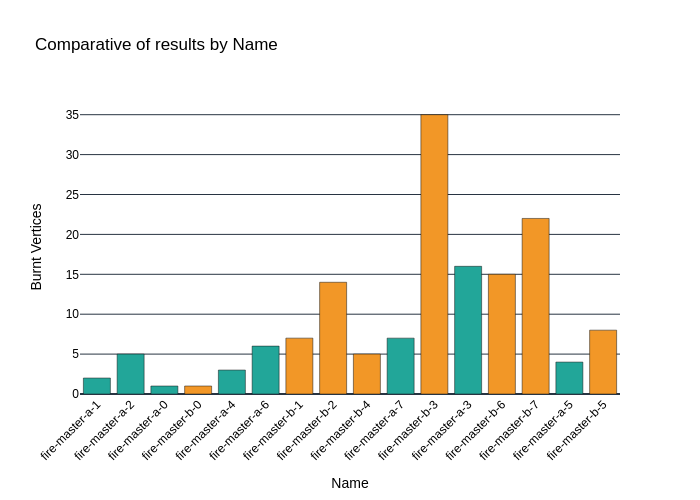 Comparative of results by Name
35
30
25
20
15
10
5
0
Burnt Vertices
fire-master-a-1
fire-master-a-2
fire-master-a-0
fire-master-b-0
fire-master-a-4
fire-master-a-6
fire-master-b-1
fire-master-b-2
fire-master-b-4
fire-master-a-7
fire-master-b-3
fire-master-a-3
fire-master-b-6
fire-master-b-7
fire-master-a-5
fire-master-b-5
Name